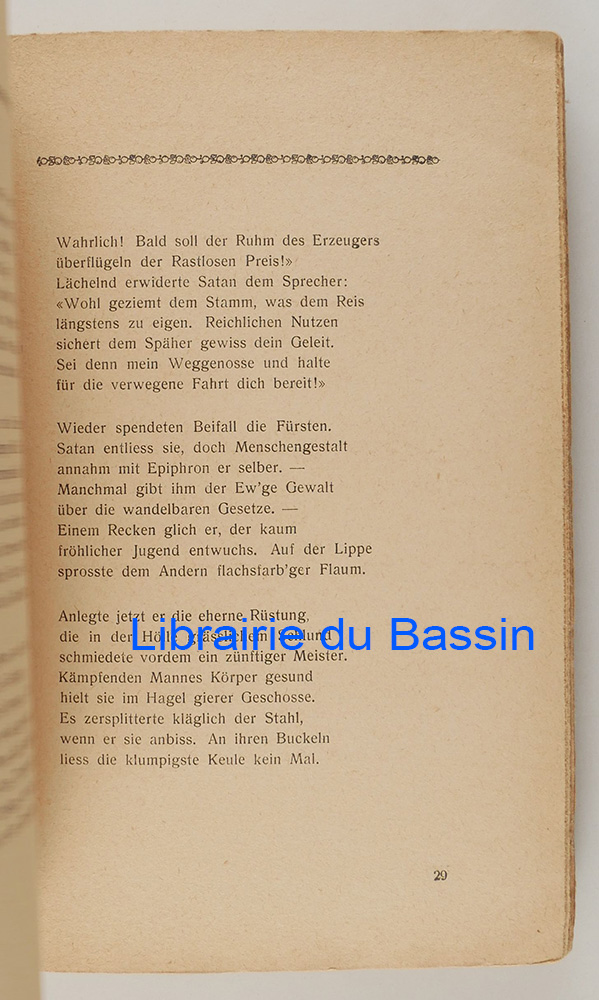 Wahrlich! Bald soll der Ruhm des Erzeugers
überflügeln der Rastlosen Preis!»
Lächelnd erwiderte Satan dem Sprecher:
«Wohl geziemt dem Stamm, was dem Reis
längstens zu eigen. Reichlichen Nutzen
sichert dem Späher gewiss dein Geleit.
Sei denn mein Weggenosse und halte
für die verwegene Fahrt dich bereit!»
Wieder spendeten Beifall die Fürsten.
Satan entliess sie, doch Menschengestalt
annahm mit Epiphron er selber. —
Manchmal gibt ihm der Ew'ge Gewalt
über die wandelbaren Gesetze. —
Einem Recken glich er, der kaum
fröhlicher Jugend entwuchs. Auf der Lippe
sprosste dem Andern flachsfarb'ger Flaum.
Anlegte jetzt er die eherne Rüstung,
die in der Hölle grässlichem Schlund
Librairie du Bassin
schmiedete vordem ein zünftiger Meister.
Kämpfenden Mannes Körper gesund
hielt sie im Hagel gierer Geschosse.
Es zersplitterte kläglich der Stahl,
wenn er sie anbiss. An ihren Buckeln
liess die klumpigste Keule kein Mal.
29